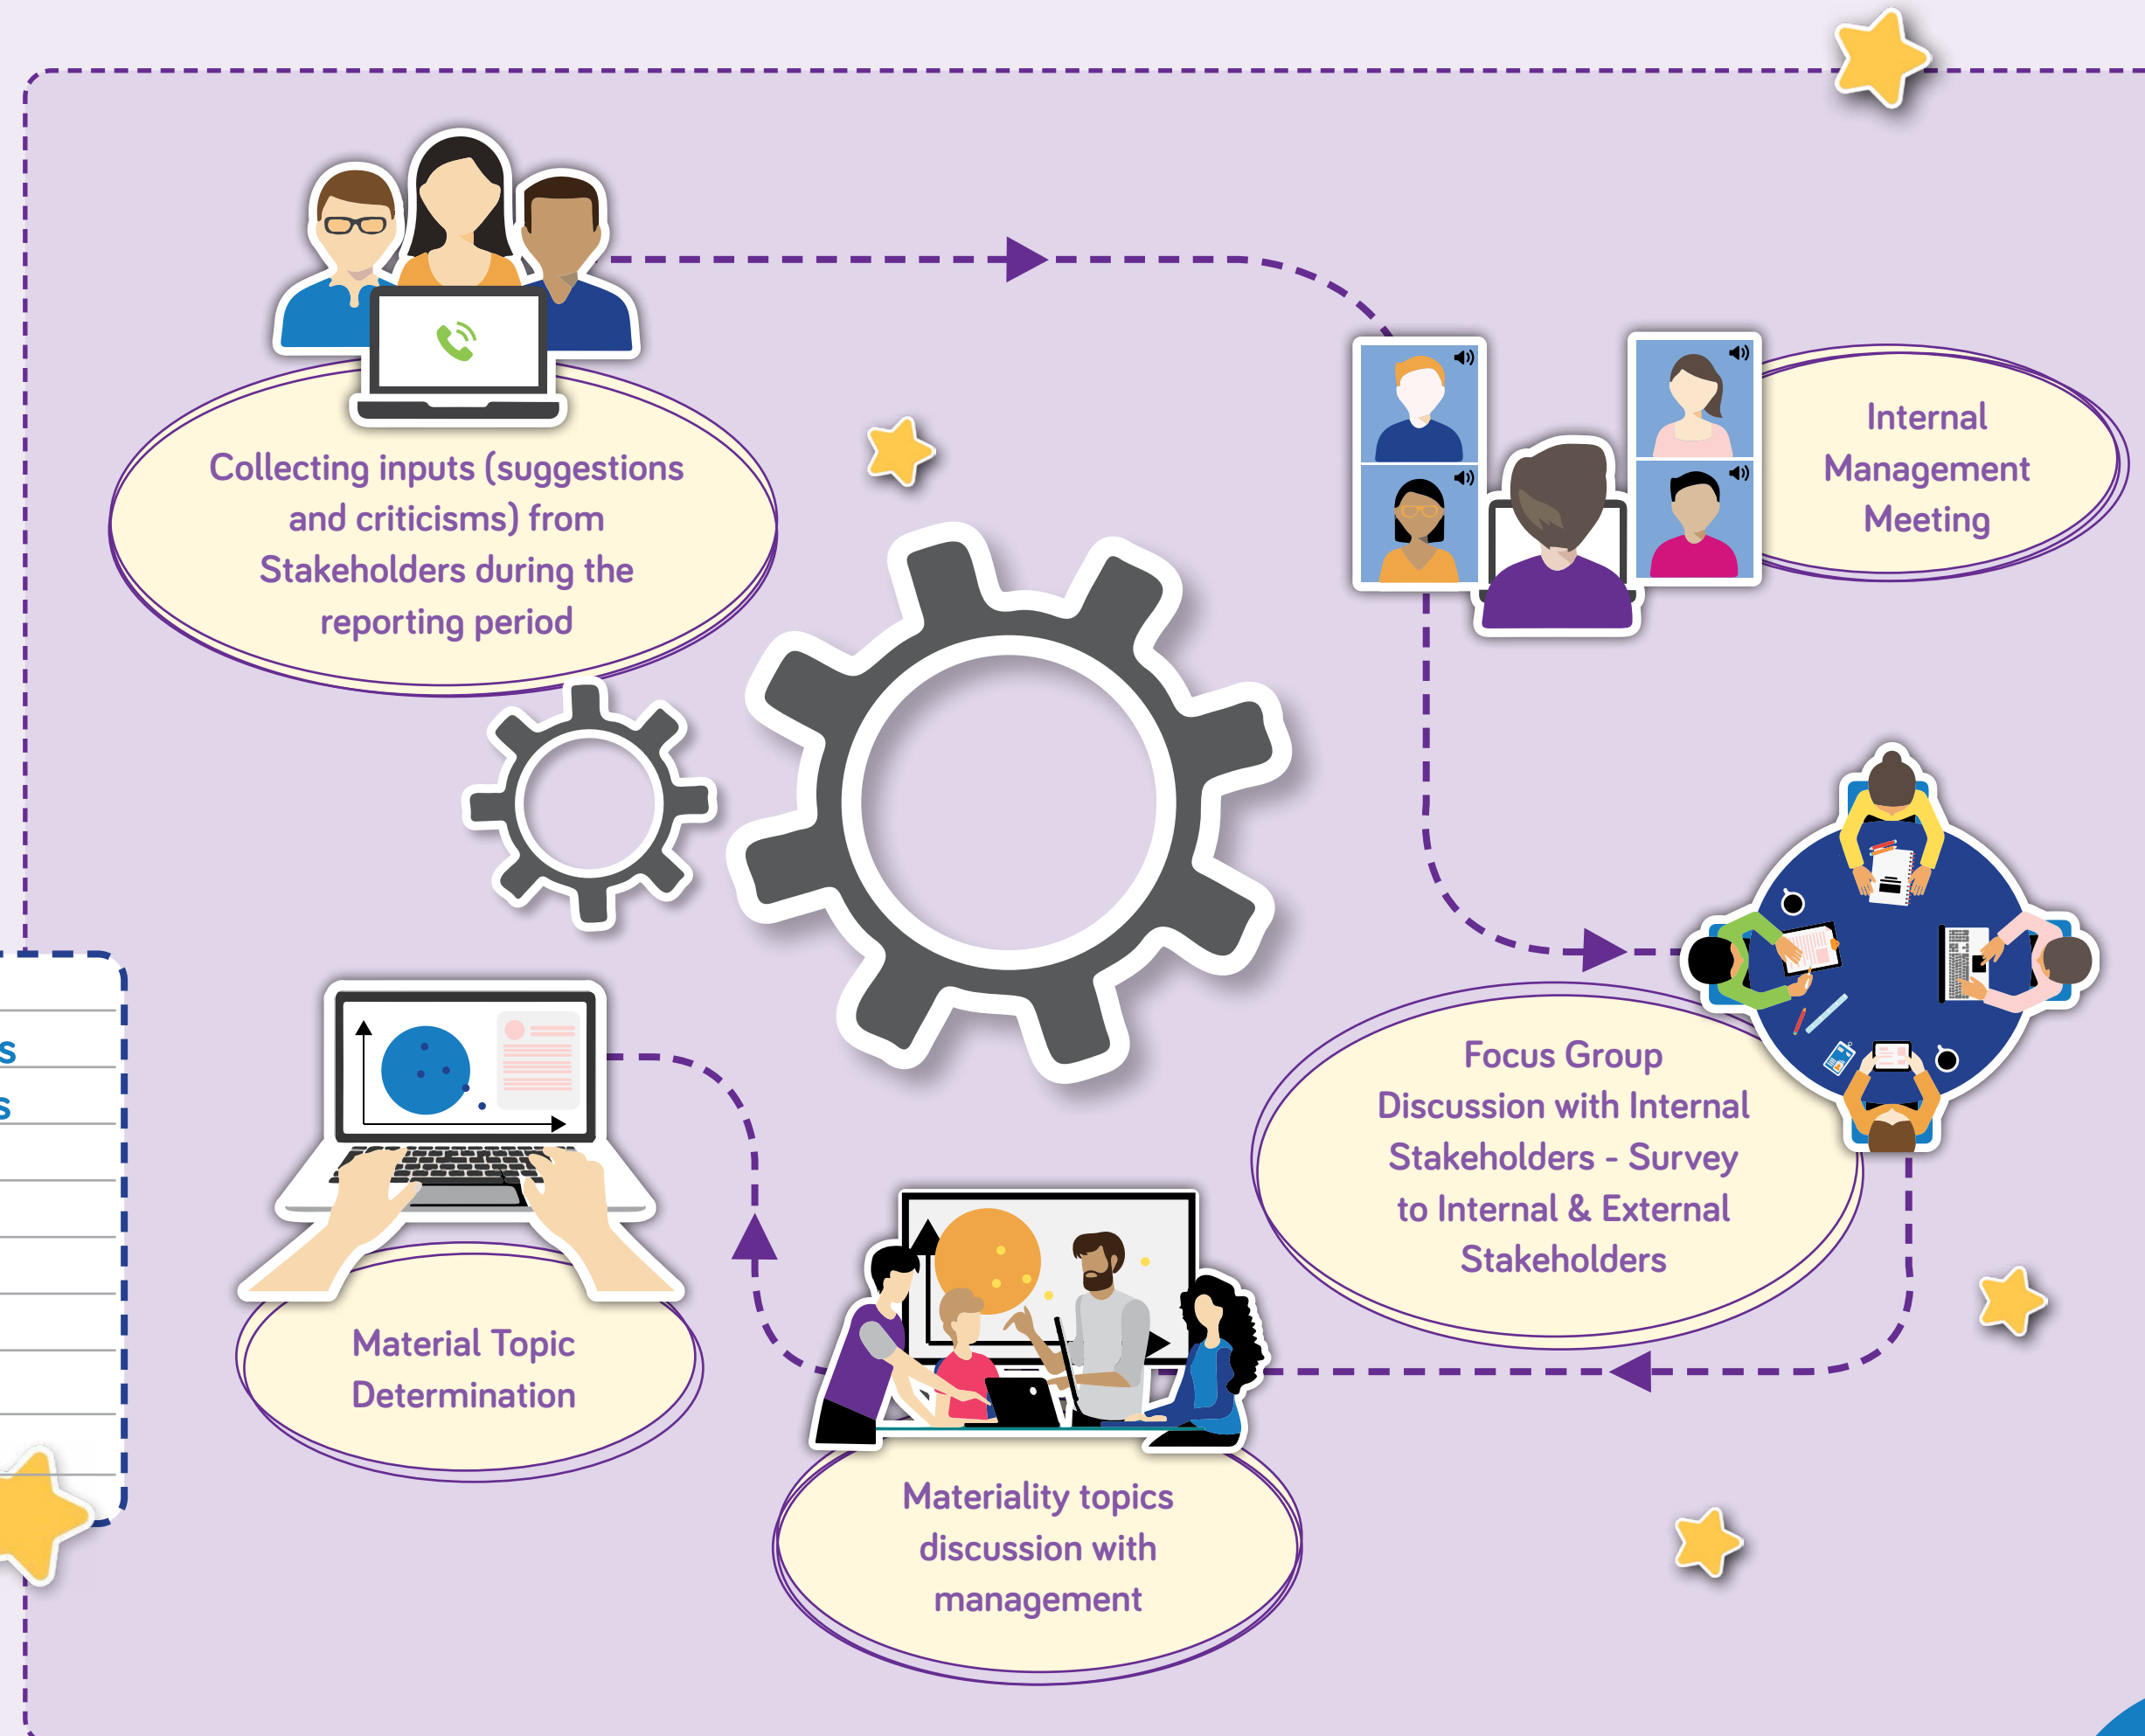 Collecting inputs (suggestions
and criticisms) from
Stakeholders during the
reporting period
Internal
Management
Meeting
Focus Group
Discussion with Internal
Stakeholders - Survey
to Internal & External
Stakeholders
Materiality topics
discussion with
management
Material Topic
Determination
s
s